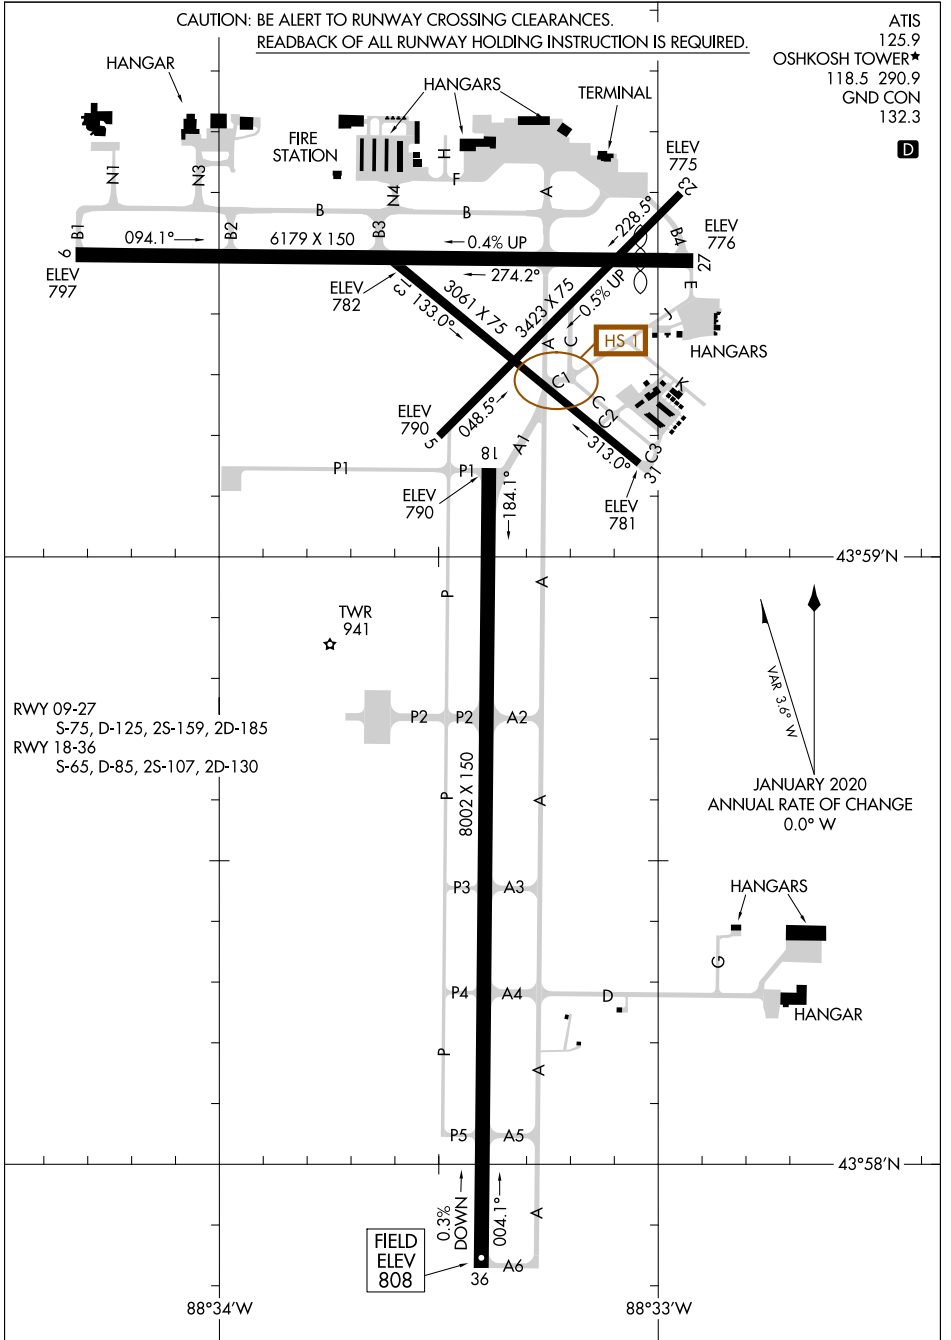 CAUTION: BE ALERT TO RUNWAY CROSSING CLEARANCES.
READBACK OF ALL RUNWAY HOLDING INSTRUCTION IS REQUIRED.
ATIS
125.9
OSHKOSH TOWER★
118.5 290.9
GND CON
132.3
D
HANGAR
HANGARS
TERMINAL
FIRE
STATION
ELEV
775
23
H
F
N1
N3
N4
A
B
B
B1
B2
B3
B4
228.5°
ELEV
776
094.1°
6179 X 150
0.4% UP
9
27
ELEV
797
274.2°
E
ELEV
782
13
133.0°
3061 X 75
3423 X 75
0.5% UP
A
C
J
HS 1
HANGARS
C1
K
C
C2
C3
ELEV
790
5
048.5°
313.0°
31
ELEV
781
A1
18
P1
P1
ELEV
790
184.1°
43°59'N
P
A
TWR
941
VAR 3.6° W
RWY 09-27
S-75, D-125, 2S-159, 2D-185
RWY 18-36
S-65, D-85, 2S-107, 2D-130
P2
P2
A2
8002 X 150
P
A
JANUARY 2020
ANNUAL RATE OF CHANGE
0.0° W
P3
A3
HANGARS
G
P4
A4
D
HANGAR
P
A
P5
A5
43°58'N
0.3%
DOWN
004.1°
A
FIELD
ELEV
808
A6
36
88°34'W
88°33'W